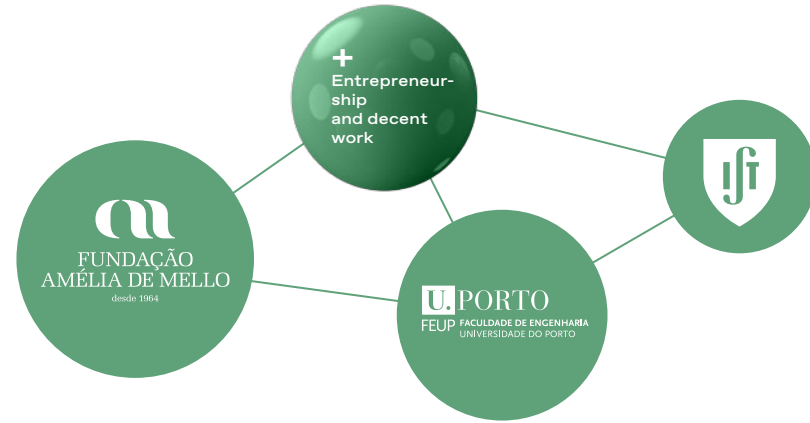 +
Entrepreneur-
ship
and decent
work
IST
FUNDAÇÃO
AMÉLIA DE MELLO
desde 1964
U.PORTO
FEUP FACULDADE DE ENGENHARIA
UNIVERSIDADE DO PORTO